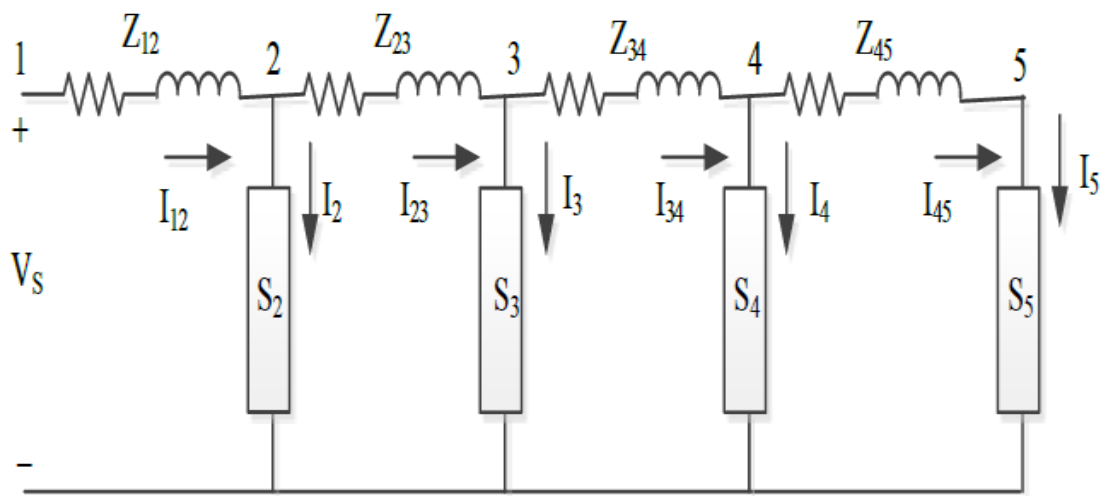 Z₁₂ Z₂₃ Z₃₄ Z₄₅
1 2 3 4 5
+
I₁₂ I₂ I₂₃ I₃ I₃₄ I₄ I₄₅ I₅
V_S S₂ S₃ S₄ S₅
–